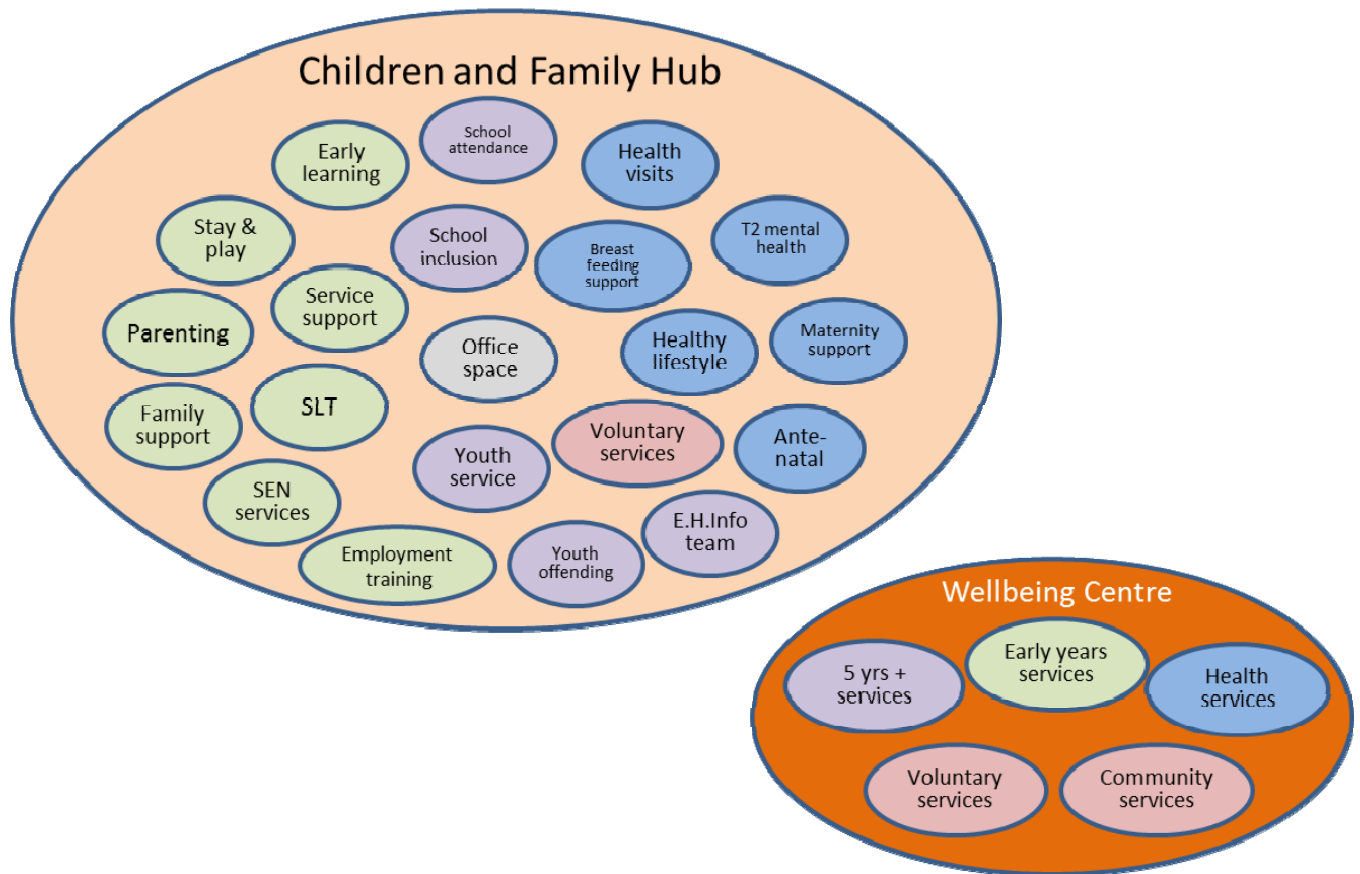 Children and Family Hub
School
attendance
Early
learning
Health
visits
Stay &
play
School
inclusion
Breast
feeding
support
T2 mental
health
Service
support
Parenting
Office
space
Healthy
lifestyle
Maternity
support
Family
support
SLT
Youth
service
Voluntary
services
Ante-
natal
SEN
services
E.H.Info
team
Employment
training
Youth
offending
Wellbeing Centre
5 yrs +
services
Early years
services
Health
services
Voluntary
services
Community
services